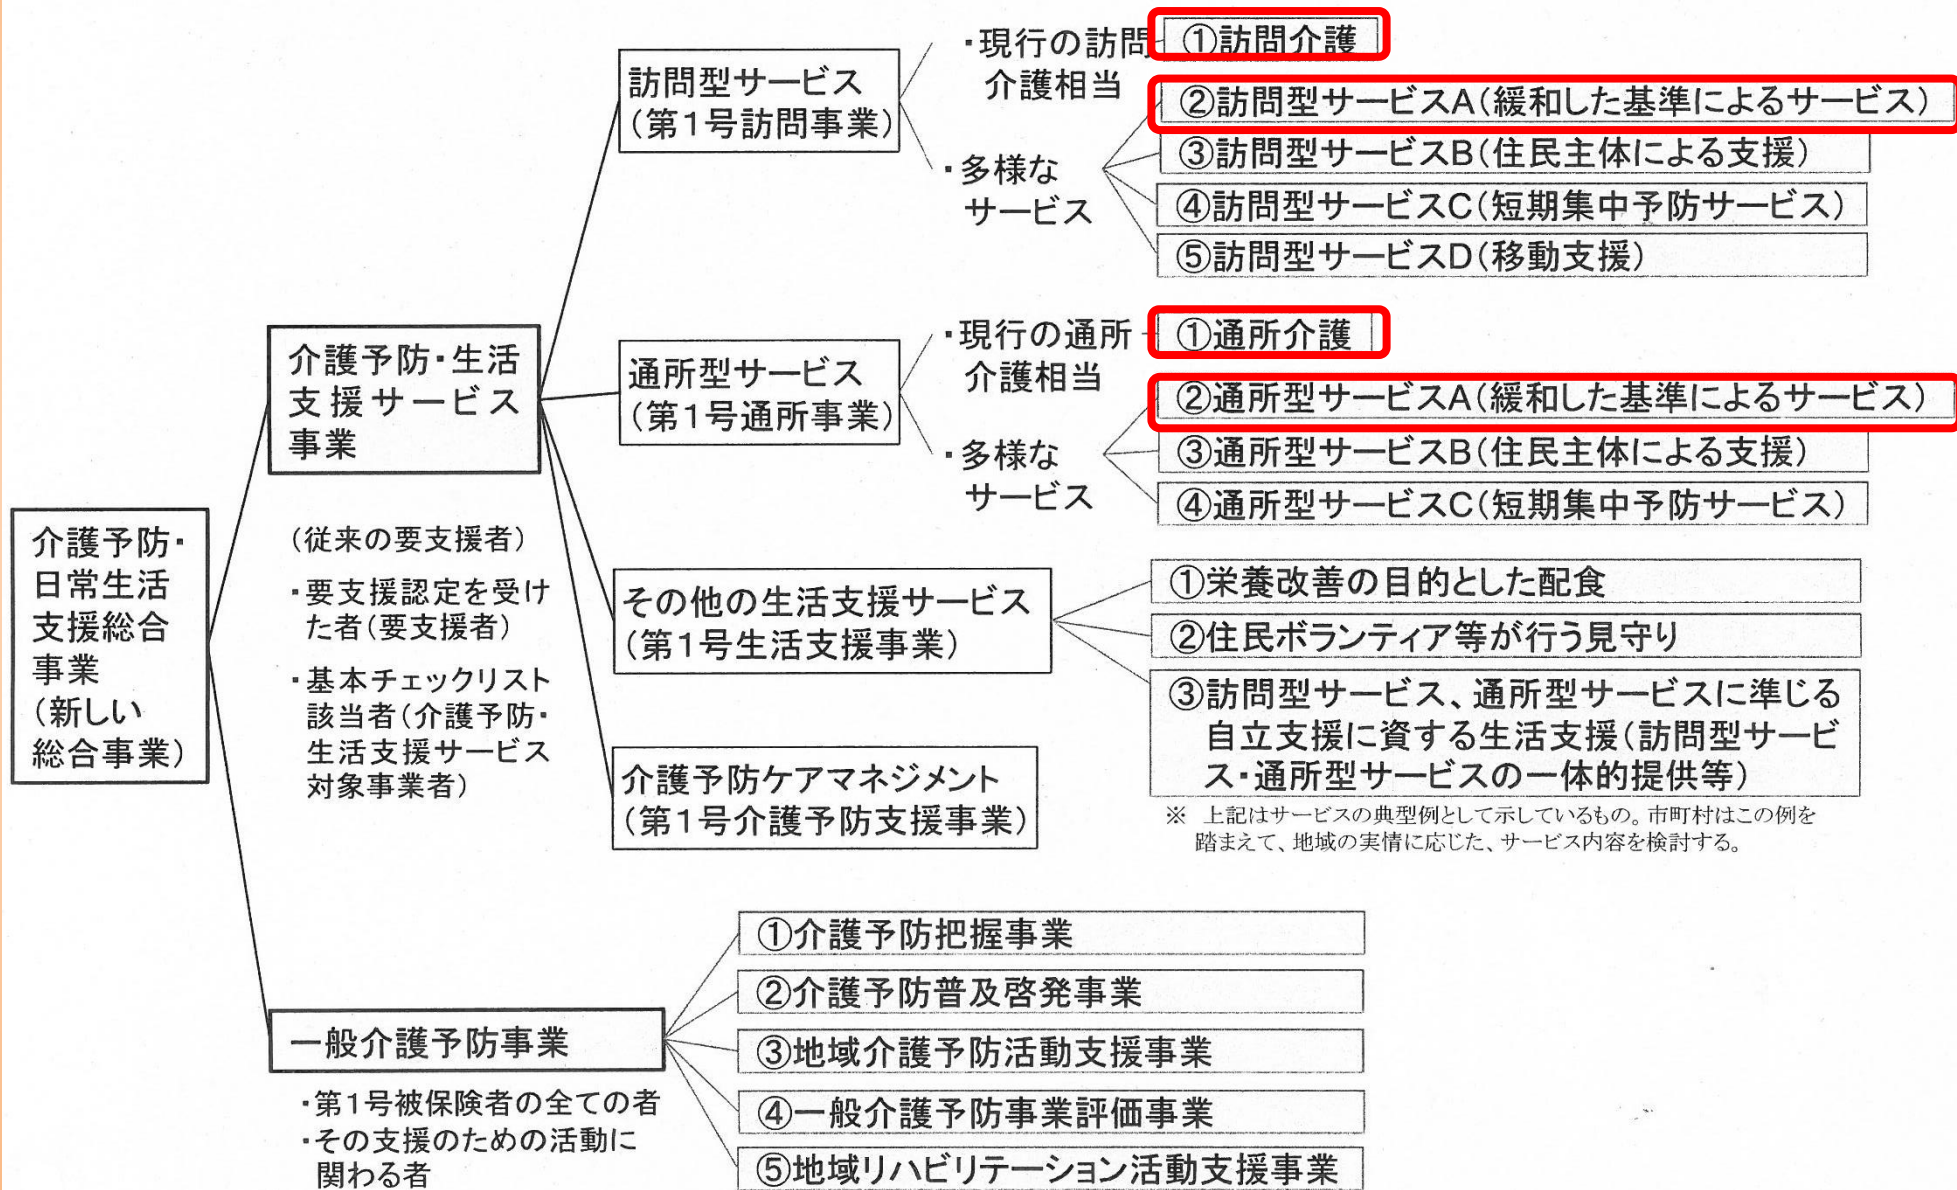 介護予防・
日常生活
支援総合
事業
(新しい
総合事業)
介護予防・生活
支援サービス
事業
(従来の要支援者)
・要支援認定を受け
た者(要支援者)
・基本チェックリスト
該当者(介護予防・
生活支援サービス
対象事業者)
訪問型サービス
(第1号訪問事業)
・現行の訪問
介護相当
①訪問介護
・多様な
サービス
②訪問型サービスA(緩和した基準によるサービス)
③訪問型サービスB(住民主体による支援)
④訪問型サービスC(短期集中予防サービス)
⑤訪問型サービスD(移動支援)
通所型サービス
(第1号通所事業)
・現行の通所
介護相当
①通所介護
・多様な
サービス
②通所型サービスA(緩和した基準によるサービス)
③通所型サービスB(住民主体による支援)
④通所型サービスC(短期集中予防サービス)
その他の生活支援サービス
(第1号生活支援事業)
①栄養改善の目的とした配食
②住民ボランティア等が行う見守り
③訪問型サービス、通所型サービスに準じる
自立支援に資する生活支援(訪問型サービ
ス・通所型サービスの一体的提供等)
※ 上記はサービスの典型例として示しているもの。市町村はこの例を
踏まえて、地域の実情に応じた、サービス内容を検討する。
介護予防ケアマネジメント
(第1号介護予防支援事業)
一般介護予防事業
・第1号被保険者の全ての者
・その支援のための活動に
関わる者
①介護予防把握事業
②介護予防普及啓発事業
③地域介護予防活動支援事業
④一般介護予防事業評価事業
⑤地域リハビリテーション活動支援事業